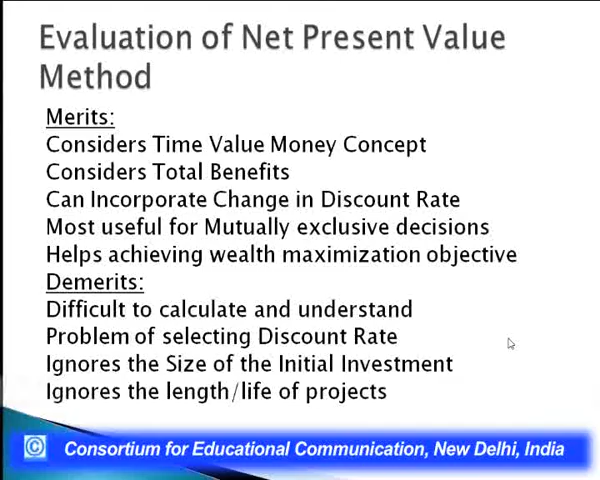 Evaluation of Net Present Value
Method
Merits:
Considers Time Value Money Concept
Considers Total Benefits
Can Incorporate Change in Discount Rate
Most useful for Mutually exclusive decisions
Helps achieving wealth maximization objective
Demerits:
Difficult to calculate and understand
Problem of selecting Discount Rate
Ignores the Size of the Initial Investment
Ignores the length/life of projects
© Consortium for Educational Communication, New Delhi, India